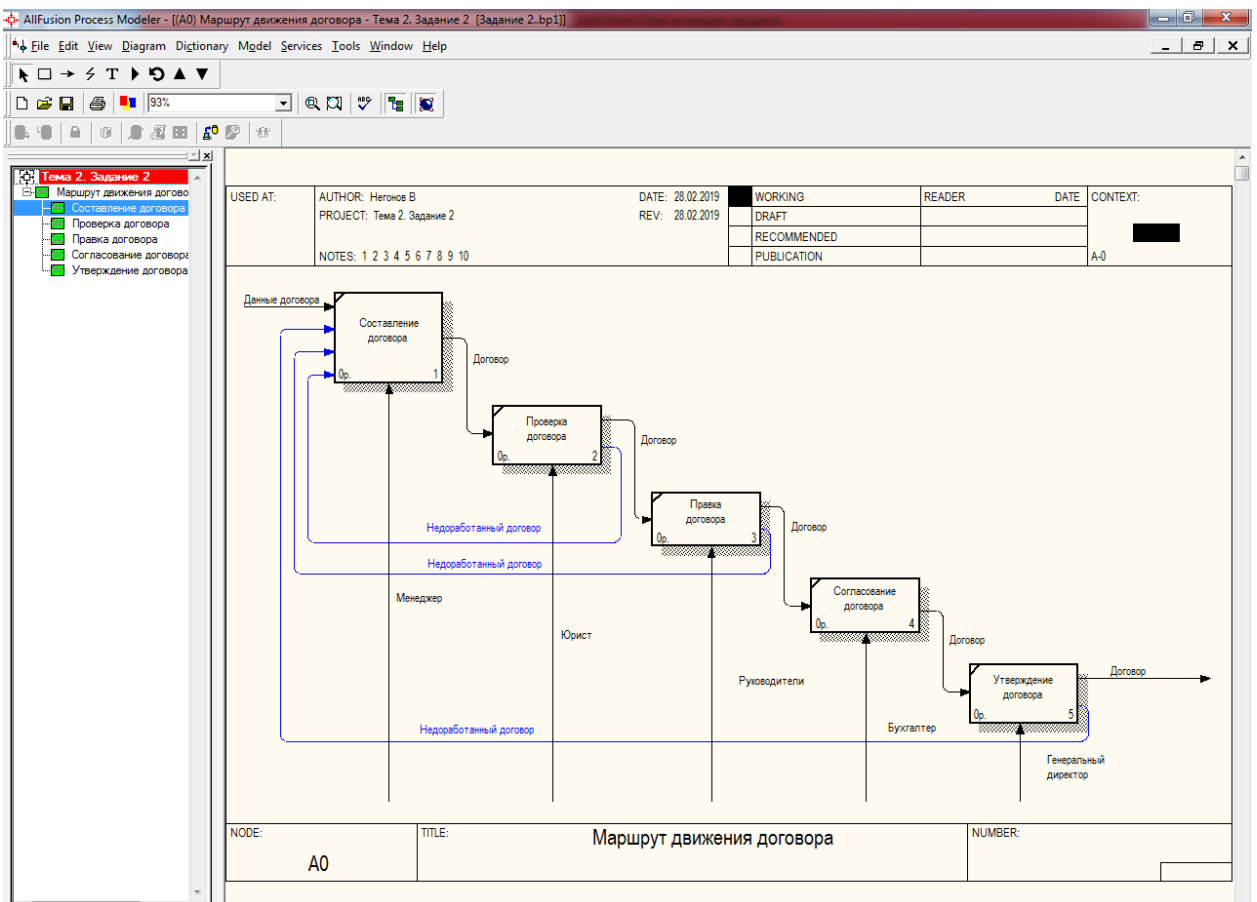 AllFusion Process Modeler - [(A0) Маршрут движения договора - Тема 2. Задание 2 [Задание 2..bp1]]
File Edit View Diagram Dictionary Model Services Tools Window Help
93%
Тема 2. Задание 2
Маршрут движения догово
Составление договора
Проверка договора
Правка договора
Согласование договора
Утверждение договора
USED AT:
AUTHOR: Негонов В
DATE: 28.02.2019
PROJECT: Тема 2. Задание 2
REV: 28.02.2019
NOTES: 1 2 3 4 5 6 7 8 9 10
WORKING
DRAFT
RECOMMENDED
PUBLICATION
READER
DATE
CONTEXT:
A-0
Данные договора
Составление
договора
0р. 1
Договор
Проверка
договора
0р. 2
Договор
Правка
договора
0р. 3
Договор
Недоработанный договор
Недоработанный договор
Согласование
договора
0р. 4
Менеджер
Юрист
Договор
Руководители
Утверждение
договора
0р. 5
Договор
Недоработанный договор
Бухгалтер
Генеральный
директор
NODE:
A0
TITLE:
Маршрут движения договора
NUMBER: